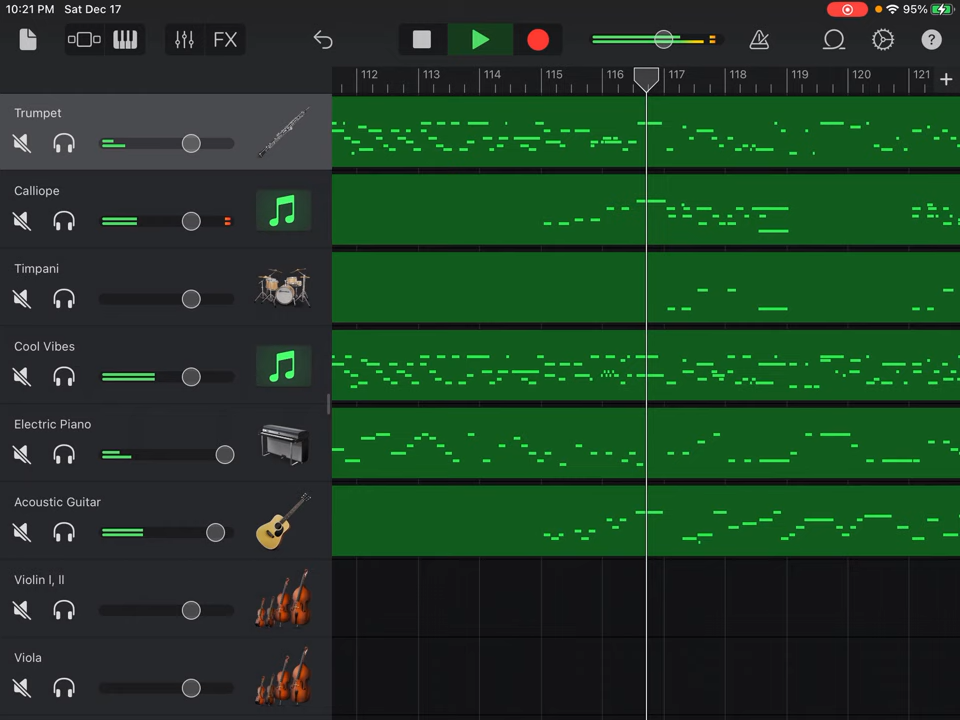 10:21 PM Sat Dec 17
95%
FX
?
112 113 114 115 116 117 118 119 120 121 +
Trumpet
Calliope
Timpani
Cool Vibes
Electric Piano
Acoustic Guitar
Violin I, II
Viola